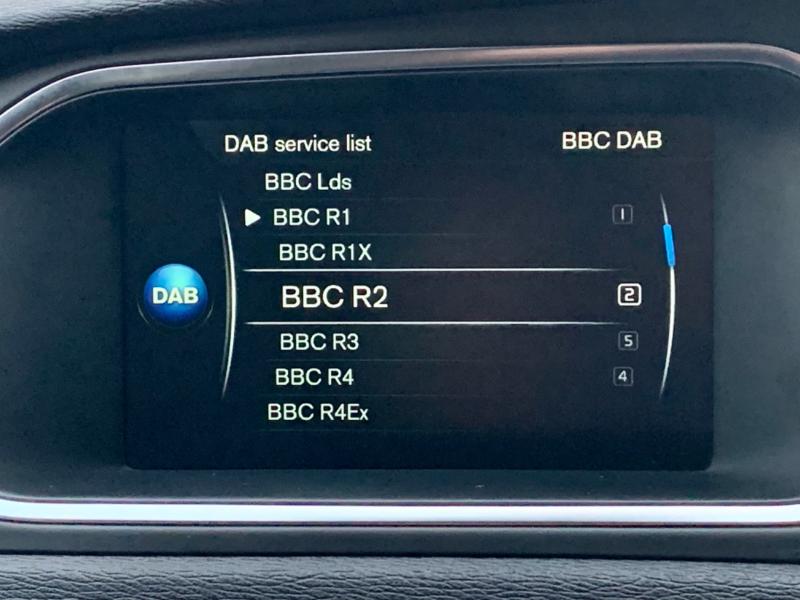 DAB service list BBC DAB
BBC Lds
BBC R1 1
BBC R1X
DAB
BBC R2 2
BBC R3 5
BBC R4 4
BBC R4Ex